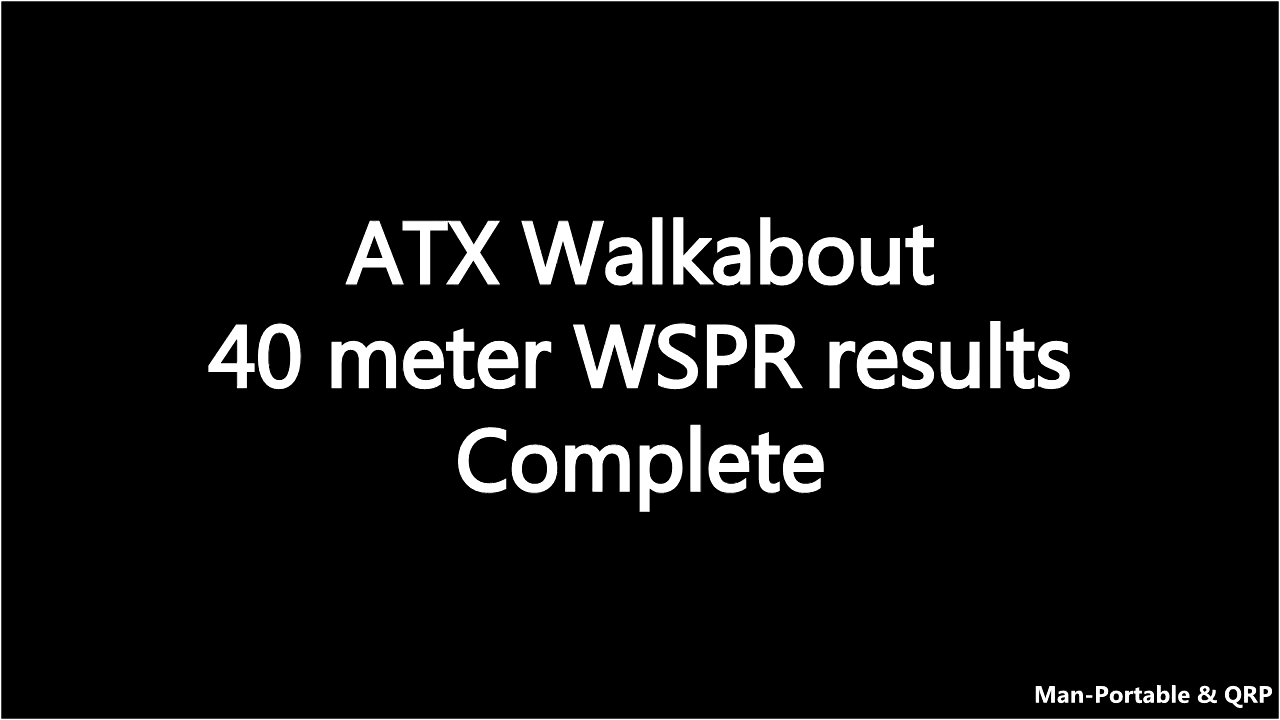 ATX Walkabout
40 meter WSPR results
Complete
Man-Portable & QRP